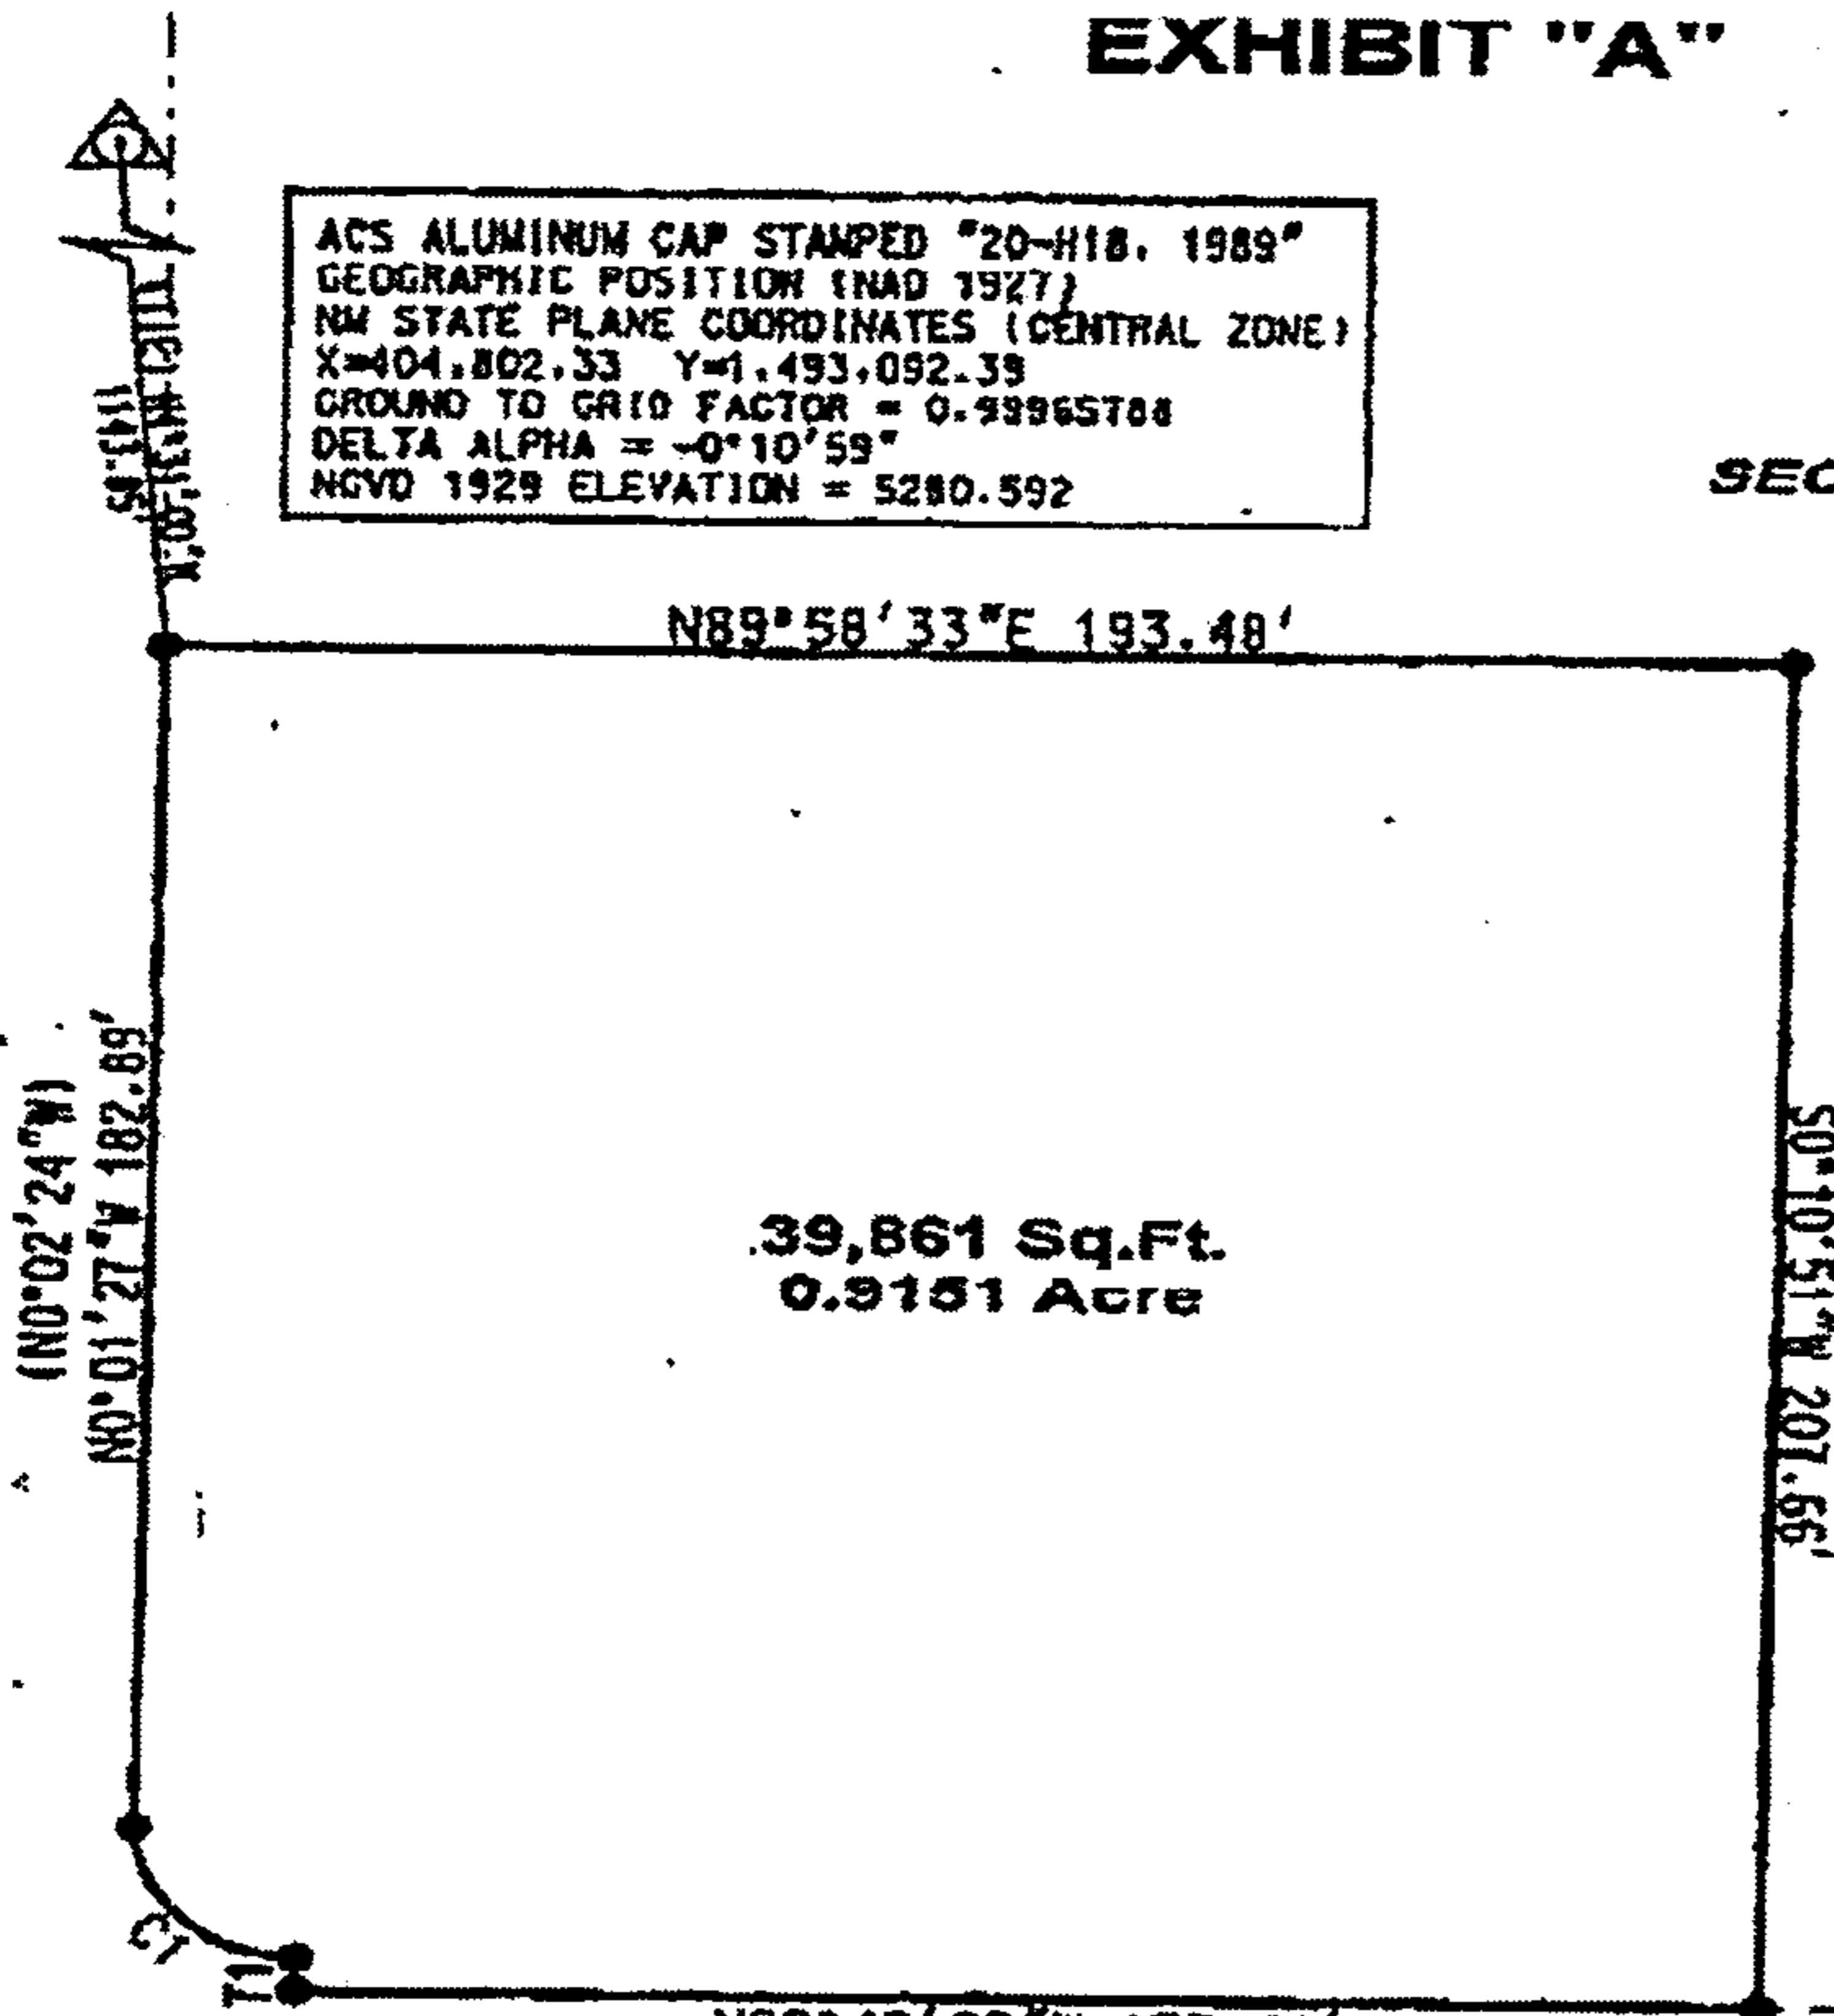 EXHIBIT "A"
ACS ALUMINUM CAP STAMPED "20-H18, 1989"
GEOGRAPHIC POSITION (NAD 1927)
NM STATE PLANE COORDINATES (CENTRAL ZONE)
X=404,802.33 Y=1,493,092.39
GROUND TO GRID FACTOR = 0.99965788
DELTA ALPHA = -0°10'59"
NGVD 1929 ELEVATION = 5280.592
SEC
N89°58'33"E 193.48'
(N0°02'24"W)
N0°01'27"W 182.89'
39,861 Sq.Ft.
0.9151 Acre
S0°10'51"W 201.66'